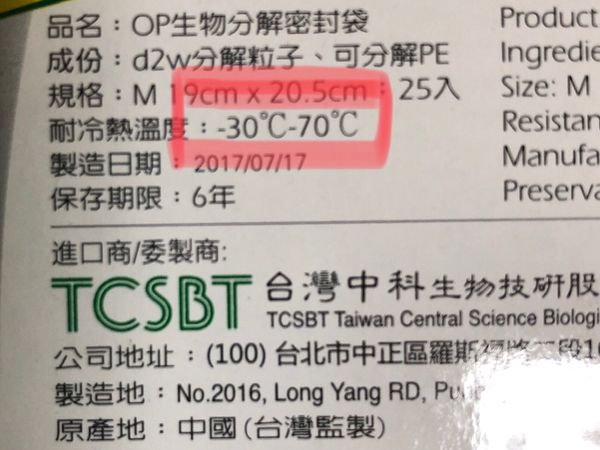 品名：OP生物分解密封袋
Product
成份：d2w分解粒子、可分解PE
Ingredie
規格：M 19cm x 20.5cm；25入
Size: M
耐冷熱溫度：-30℃-70℃
Resistan
製造日期：2017/07/17
Manufa
保存期限：6年
Preserva
進口商/委製商:
TCSBT 台灣中科生物技研股
TCSBT Taiwan Central Science Biologi
公司地址：(100) 台北市中正區羅斯
製造地：No.2016, Long Yang RD,
原產地：中國(台灣監製)